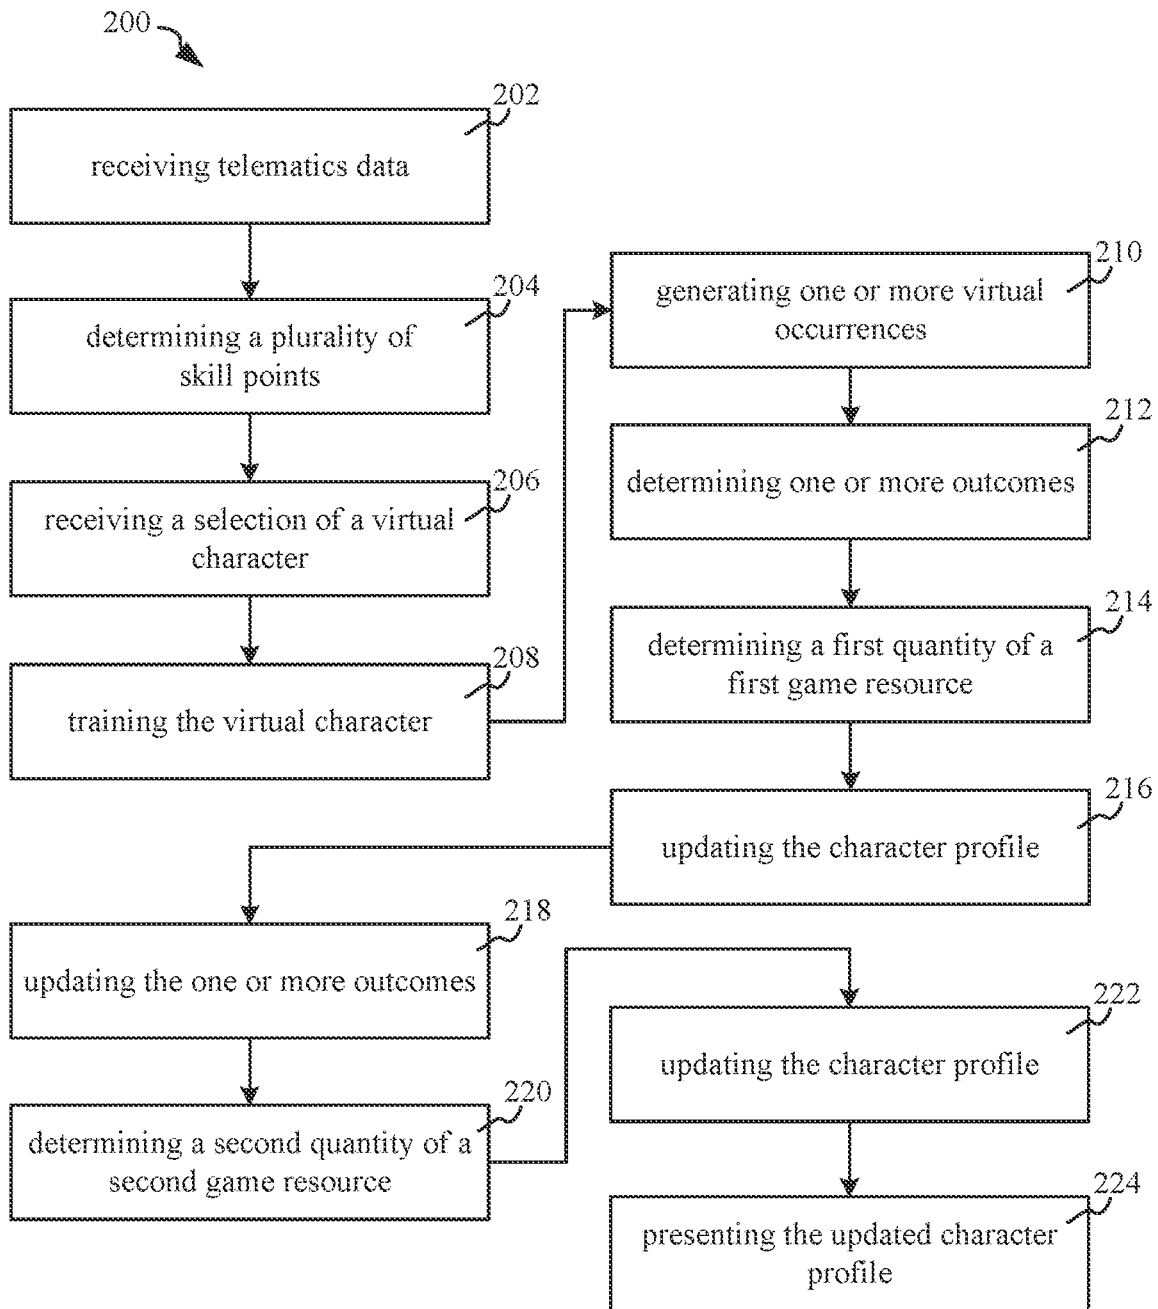 200
202
receiving telematics data
204
determining a plurality of
skill points
206
receiving a selection of a virtual
character
208
training the virtual character
210
generating one or more virtual
occurrences
212
determining one or more outcomes
214
determining a first quantity of a
first game resource
216
updating the character profile
218
updating the one or more outcomes
220
determining a second quantity of a
second game resource
222
updating the character profile
224
presenting the updated character
profile